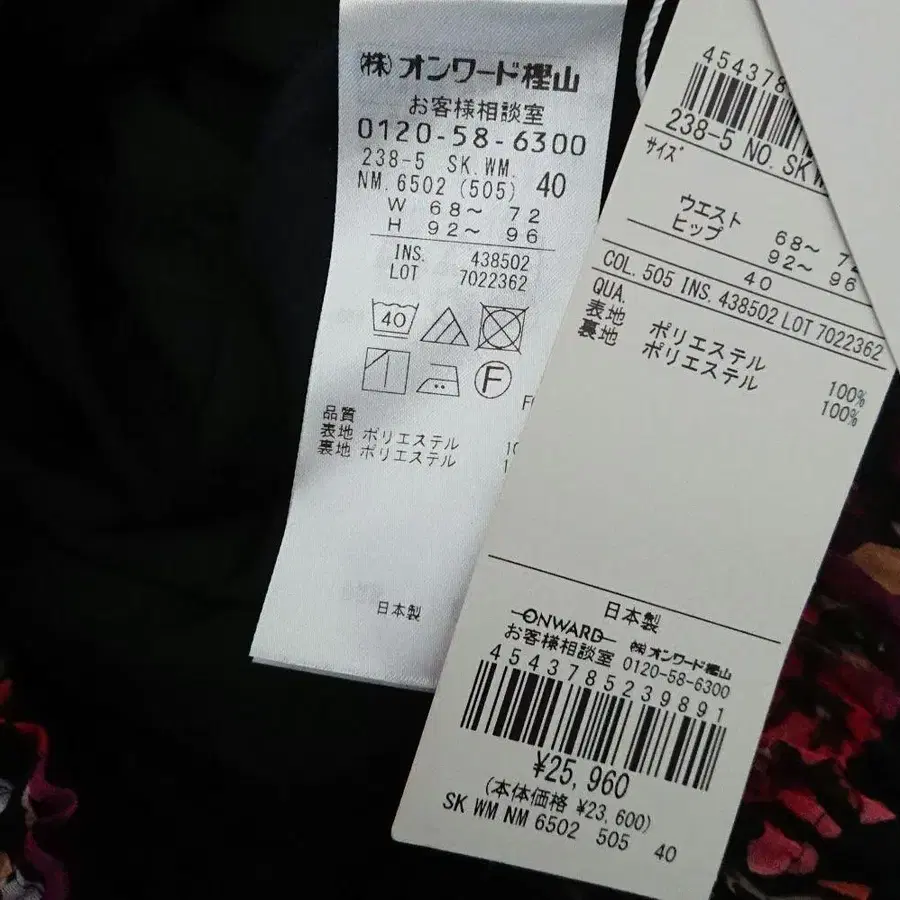 (株)オンワード樫山
お客様相談室
0120-58-6300
238-5 SK.WM.
NM.6502 (505) 40
W 68～ 72
H 92～ 96
INS. 438502
LOT 7022362
40
F
品質
表地 ポリエステル
裏地 ポリエステル
日本製
454378
238-5 NO. SK
サイズ
ウエスト 68～ 72
ヒップ 92～ 96
40
COL. 505 INS. 438502 LOT 7022362
QUA.
表地 ポリエステル 100%
裏地 ポリエステル 100%
日本製
ONWARD (株)オンワード樫山
お客様相談室 0120-58-6300
4543785239891
¥25,960
(本体価格 ¥23,600)
SK WM NM 6502 505 40